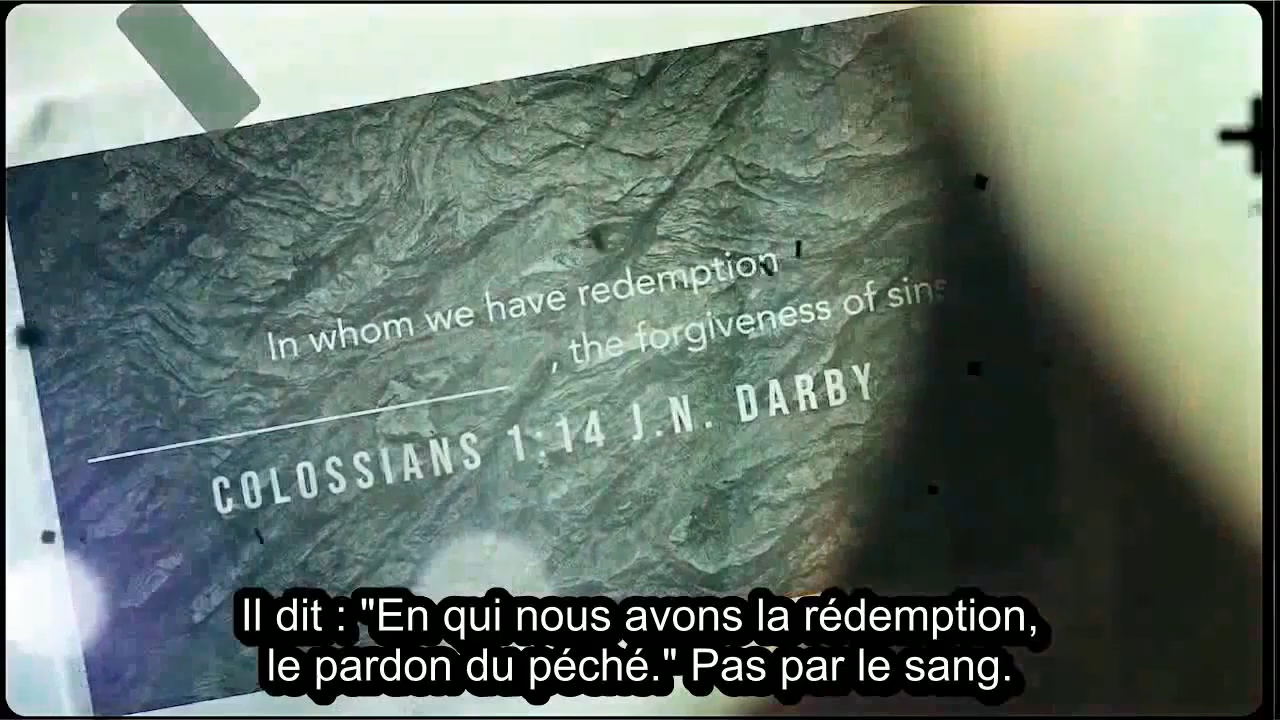 In whom we have redemption
, the forgiveness of sins
COLOSSIANS 1:14 J.N. DARBY
Il dit : "En qui nous avons la rédemption,
le pardon du péché." Pas par le sang.